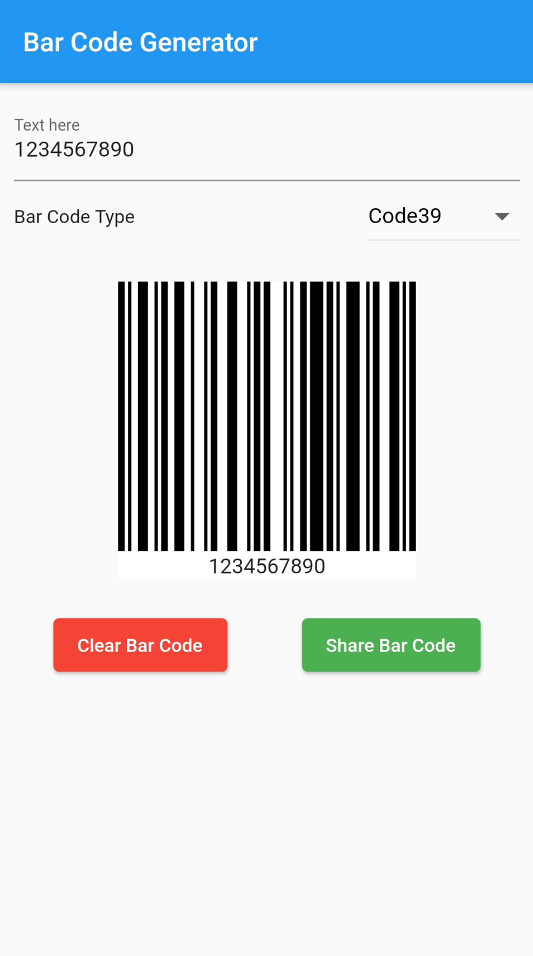 Bar Code Generator
Text here
1234567890
Bar Code Type
Code39
1234567890
Clear Bar Code
Share Bar Code